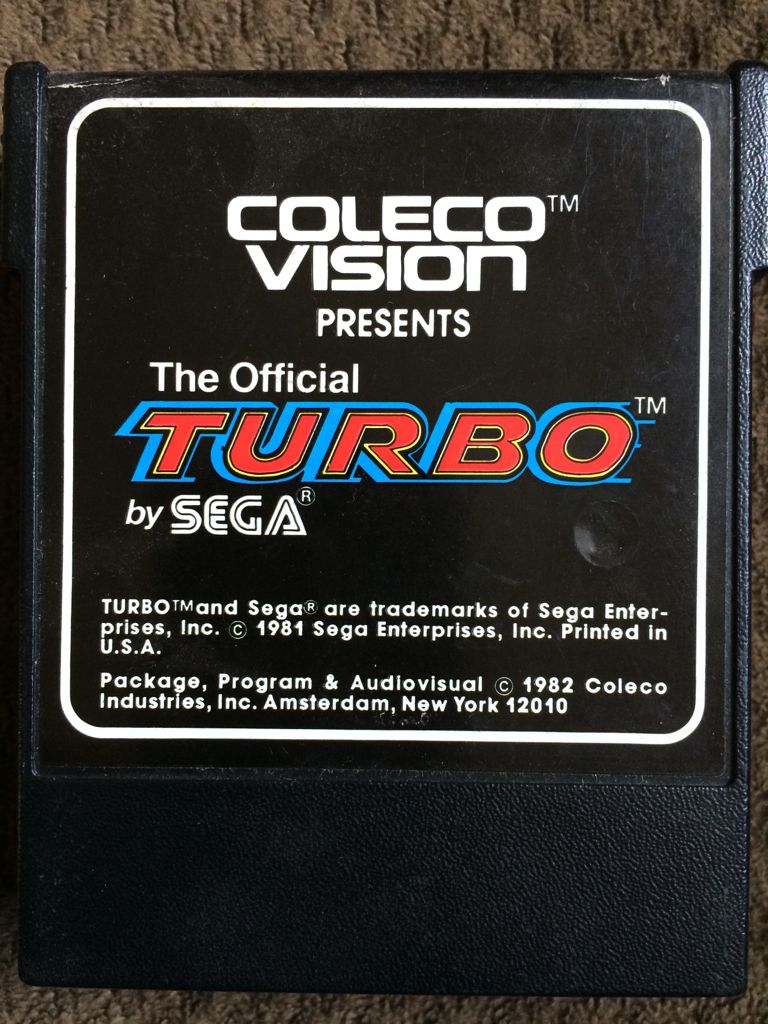 COLECO™
VISION
PRESENTS
The Official
TURBO™
by SEGA®
TURBO™and Sega® are trademarks of Sega Enter-
prises, Inc. © 1981 Sega Enterprises, Inc. Printed in
U.S.A.
Package, Program & Audiovisual © 1982 Coleco
Industries, Inc. Amsterdam, New York 12010